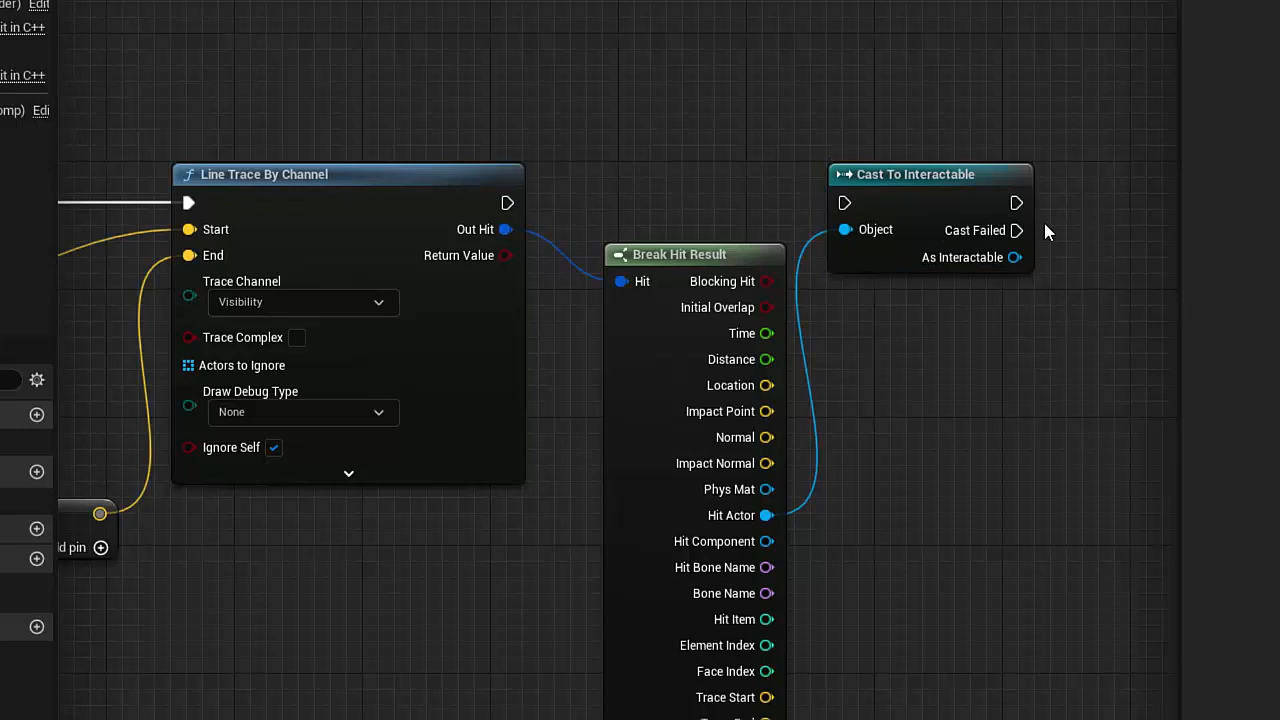 der)
Edit
it in C++
it in C++
omp)
Edi
Line Trace By Channel
Start
Out Hit
End
Return Value
Trace Channel
Visibility
Trace Complex
Actors to Ignore
Draw Debug Type
None
Ignore Self
ld pin
Break Hit Result
Hit
Blocking Hit
Initial Overlap
Time
Distance
Location
Impact Point
Normal
Impact Normal
Phys Mat
Hit Actor
Hit Component
Hit Bone Name
Bone Name
Hit Item
Element Index
Face Index
Trace Start
Cast To Interactable
Object
Cast Failed
As Interactable